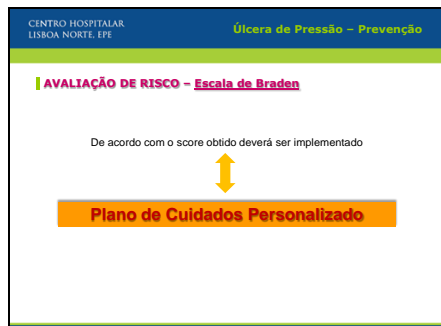 CENTRO HOSPITALAR
LISBOA NORTE, EPE
Úlcera de Pressão – Prevenção
AVALIAÇÃO DE RISCO – Escala de Braden
De acordo com o score obtido deverá ser implementado
Plano de Cuidados Personalizado